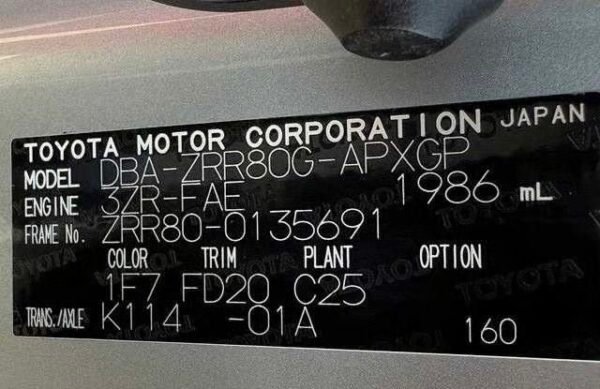 TOYOTA MOTOR CORPORATION JAPAN
MODEL DBA-ZRR80G-APXGP
ENGINE 3ZR-FAE 1986 mL
FRAME No. ZRR80-0135691
COLOR TRIM PLANT OPTION
1F7 FD20 C25
TRANS./AXLE K114 -01A 160